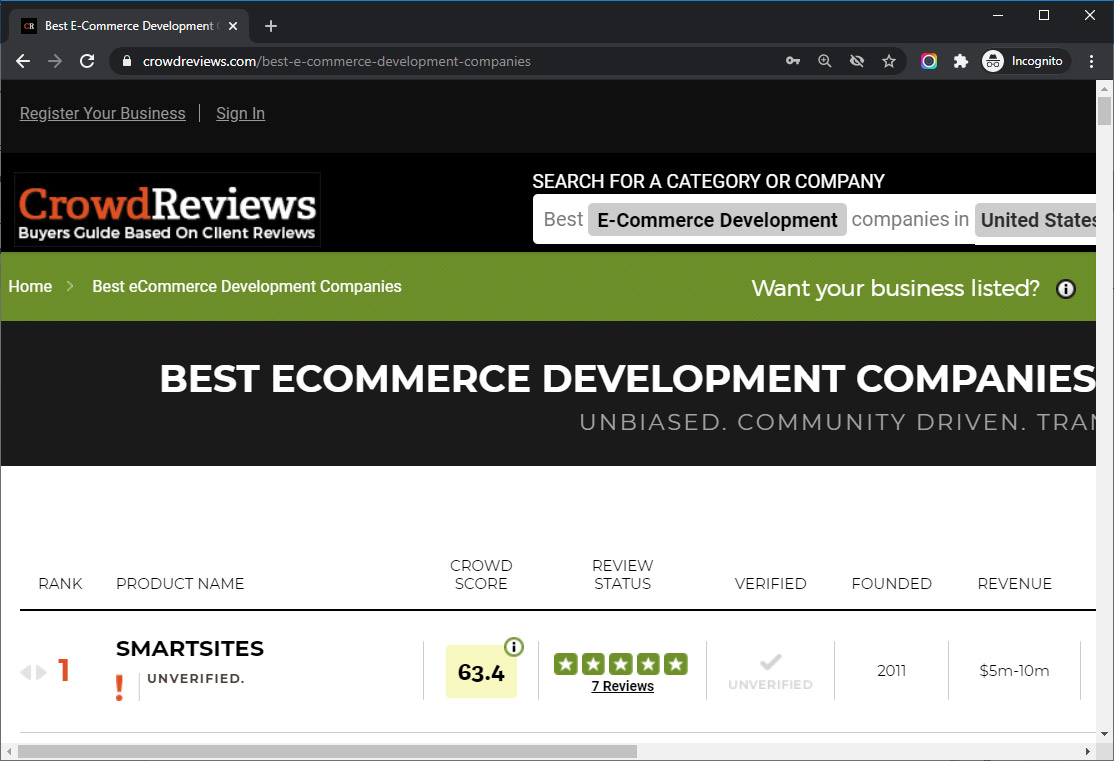 Best E-Commerce Development
crowdreviews.com/best-e-commerce-development-companies
Incognito
Register Your Business
Sign In
CrowdReviews
Buyers Guide Based On Client Reviews
SEARCH FOR A CATEGORY OR COMPANY
Best E-Commerce Development companies in United States
Home > Best eCommerce Development Companies
Want your business listed?
BEST ECOMMERCE DEVELOPMENT COMPANIES
UNBIASED. COMMUNITY DRIVEN. TRAN
RANK
PRODUCT NAME
CROWD
SCORE
REVIEW
STATUS
VERIFIED
FOUNDED
REVENUE
1
SMARTSITES
! UNVERIFIED.
63.4
7 Reviews
UNVERIFIED
2011
$5m-10m